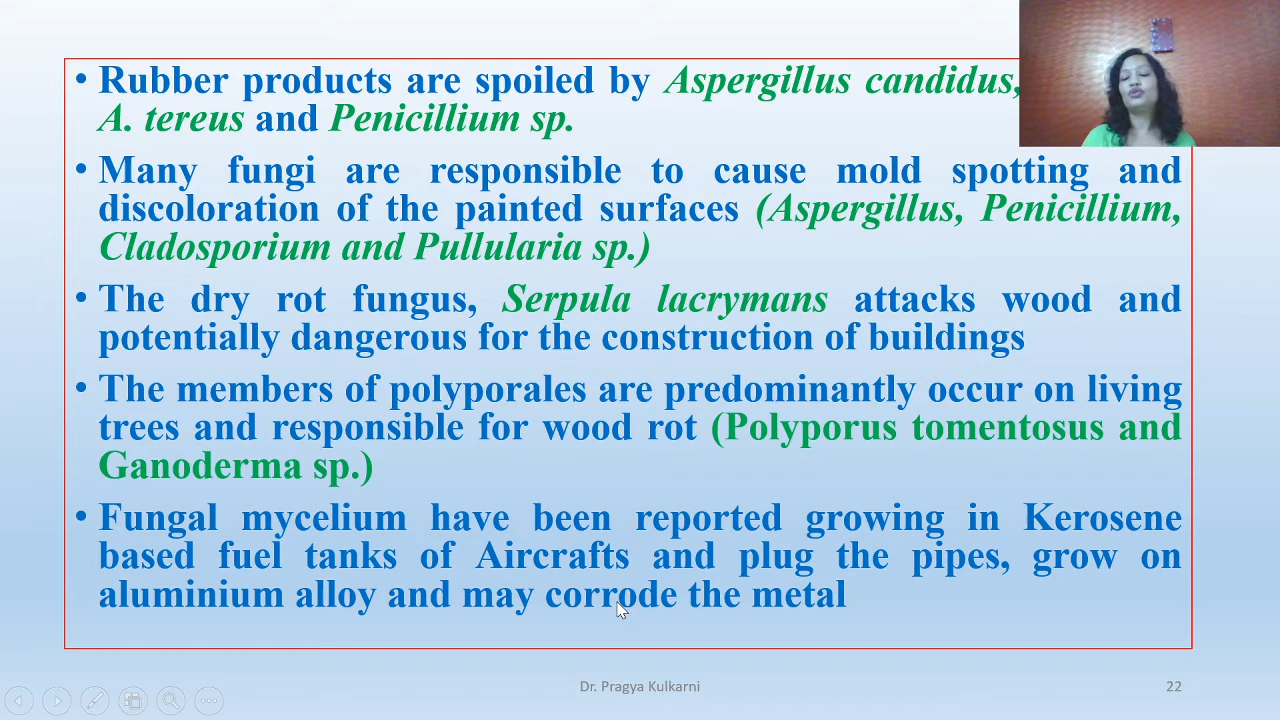 • Rubber products are spoiled by Aspergillus candidus,
A. tereus and Penicillium sp.
• Many fungi are responsible to cause mold spotting and
discoloration of the painted surfaces (Aspergillus, Penicillium,
Cladosporium and Pullularia sp.)
• The dry rot fungus, Serpula lacrymans attacks wood and
potentially dangerous for the construction of buildings
• The members of polyporales are predominantly occur on living
trees and responsible for wood rot (Polyporus tomentosus and
Ganoderma sp.)
• Fungal mycelium have been reported growing in Kerosene
based fuel tanks of Aircrafts and plug the pipes, grow on
aluminium alloy and may corrode the metal
Dr. Pragya Kulkarni
22